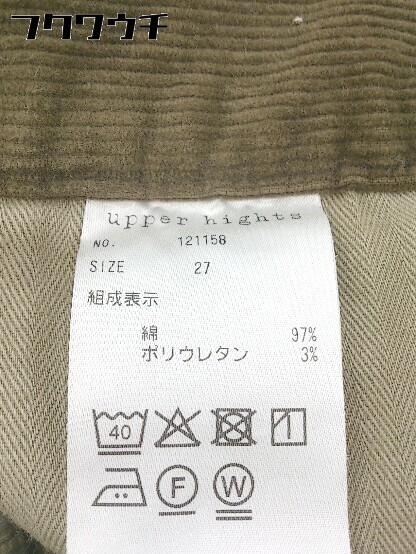 フクウウチ
upper hights
NO. 121158
SIZE 27
組成表示
綿 97%
ポリウレタン 3%
40
F W